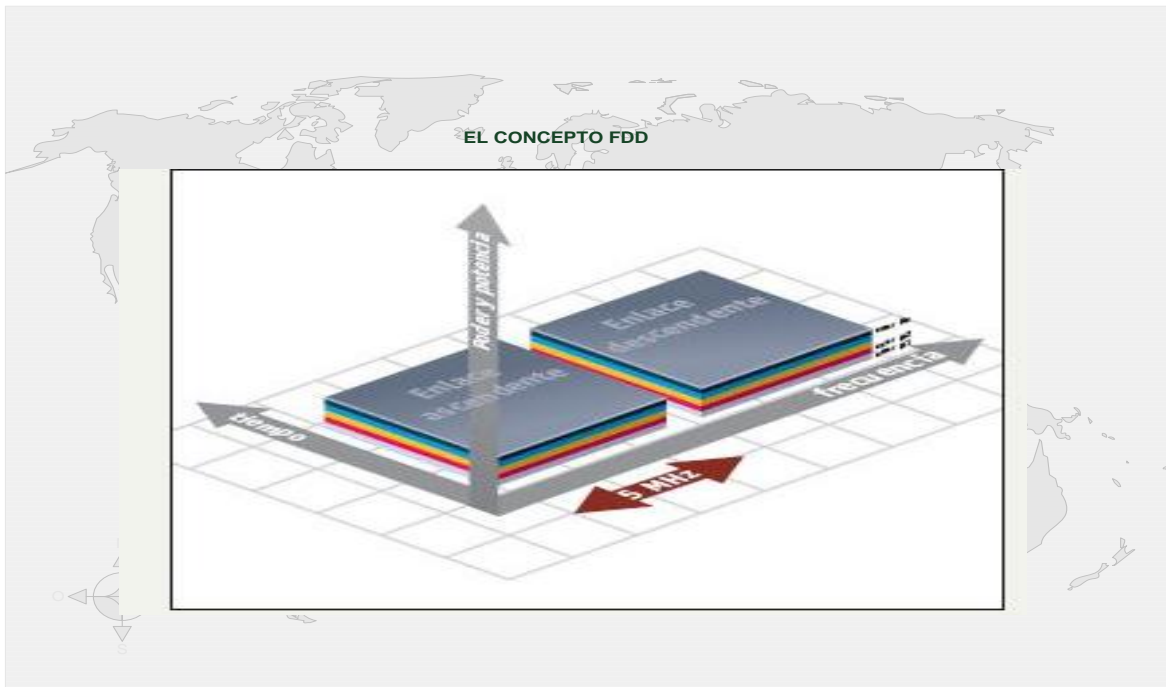 EL CONCEPTO FDD
Poder y potencia
Enlace
descendente
Enlace
ascendente
frecuencia
tiempo
5 MHz
O
S